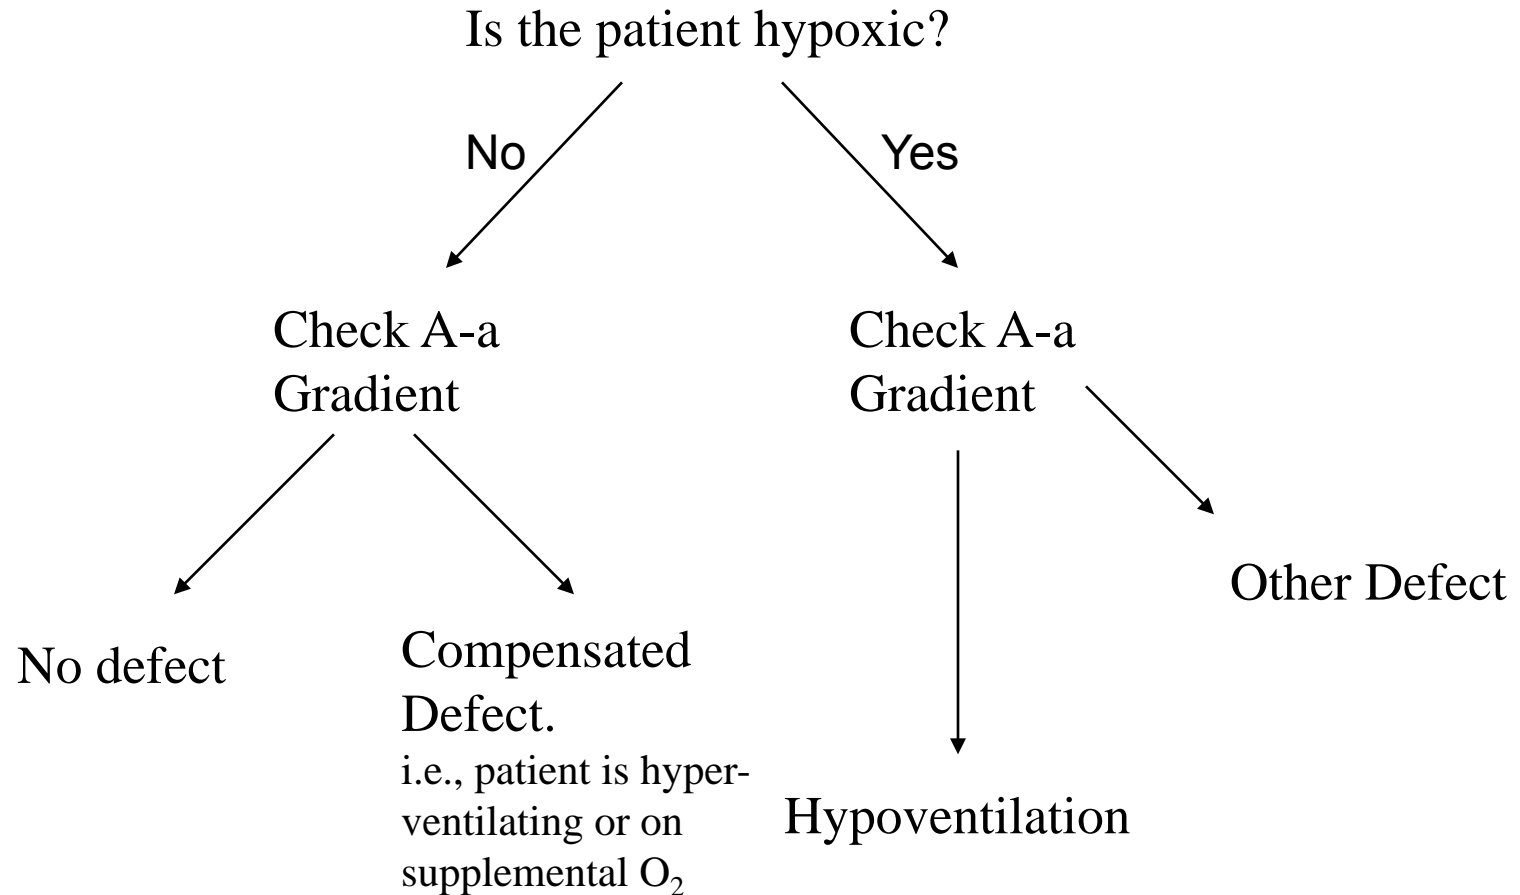 Is the patient hypoxic?
No
Yes
Check A-a
Gradient
Check A-a
Gradient
No defect
Compensated
Defect.
i.e., patient is hyper-
ventilating or on
supplemental O₂
Hypoventilation
Other Defect